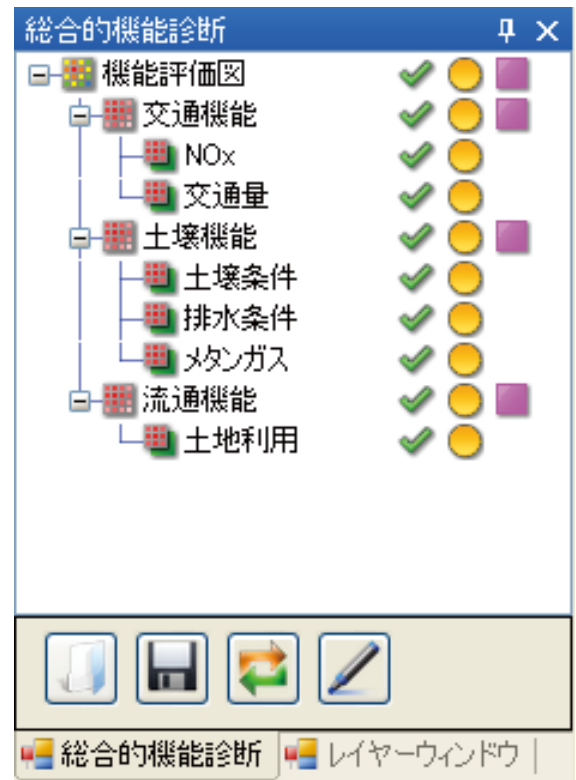 総合的機能診断
機能評価図
交通機能
NOx
交通量
土壌機能
土壌条件
排水条件
メタンガス
流通機能
土地利用
総合的機能診断 レイヤーウィンドウ